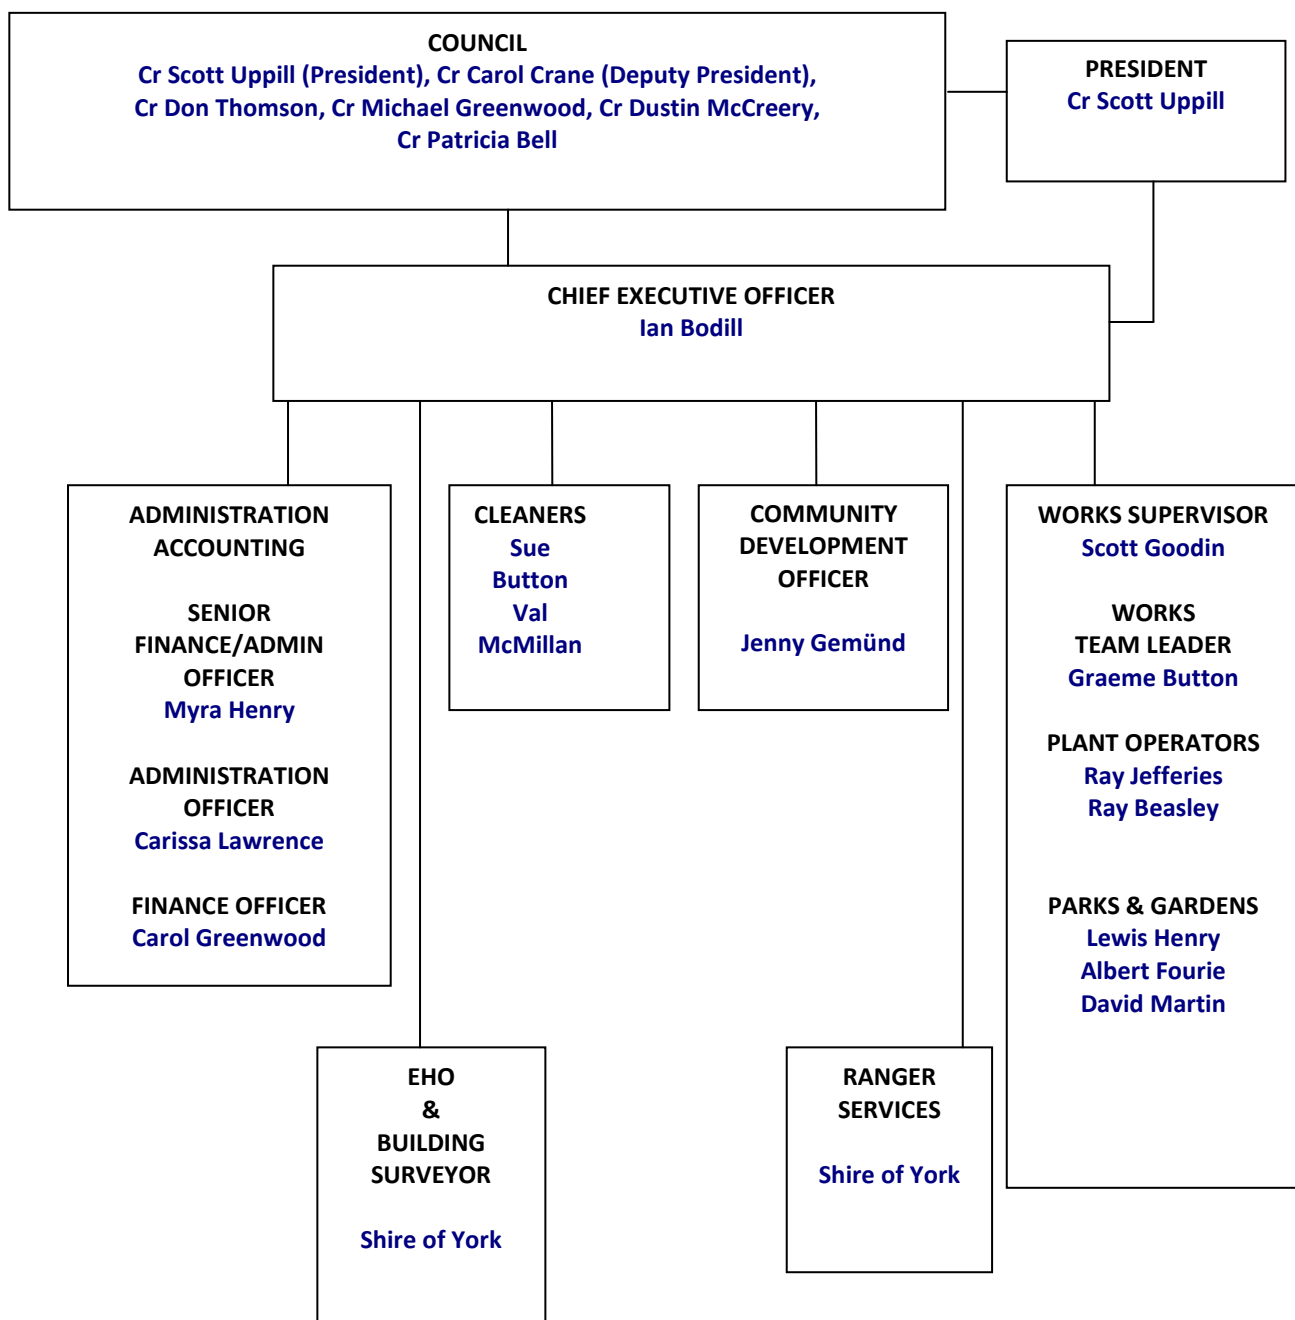 COUNCIL
Cr Scott Uppill (President), Cr Carol Crane (Deputy President),
Cr Don Thomson, Cr Michael Greenwood, Cr Dustin McCreery,
Cr Patricia Bell
PRESIDENT
Cr Scott Uppill
CHIEF EXECUTIVE OFFICER
Ian Bodill
ADMINISTRATION
ACCOUNTING
SENIOR
FINANCE/ADMIN
OFFICER
Myra Henry
ADMINISTRATION
OFFICER
Carissa Lawrence
FINANCE OFFICER
Carol Greenwood
CLEANERS
Sue
Button
Val
McMillan
COMMUNITY
DEVELOPMENT
OFFICER
Jenny Gemünd
WORKS SUPERVISOR
Scott Goodin
WORKS
TEAM LEADER
Graeme Button
PLANT OPERATORS
Ray Jefferies
Ray Beasley
PARKS & GARDENS
Lewis Henry
Albert Fourie
David Martin
EHO
&
BUILDING
SURVEYOR
Shire of York
RANGER
SERVICES
Shire of York